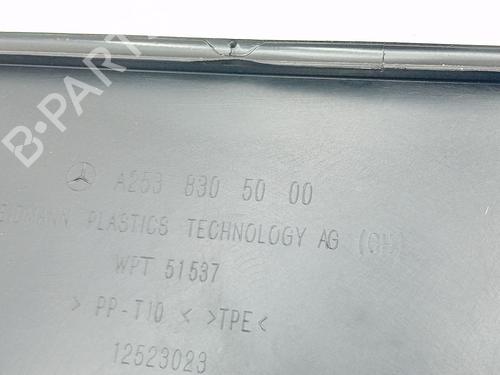 B-PARTS
A253 830 50 00
PLASTICS TECHNOLOGY AG (CH)
WPT 51537
> PP-T10 < >TPE<
12523023